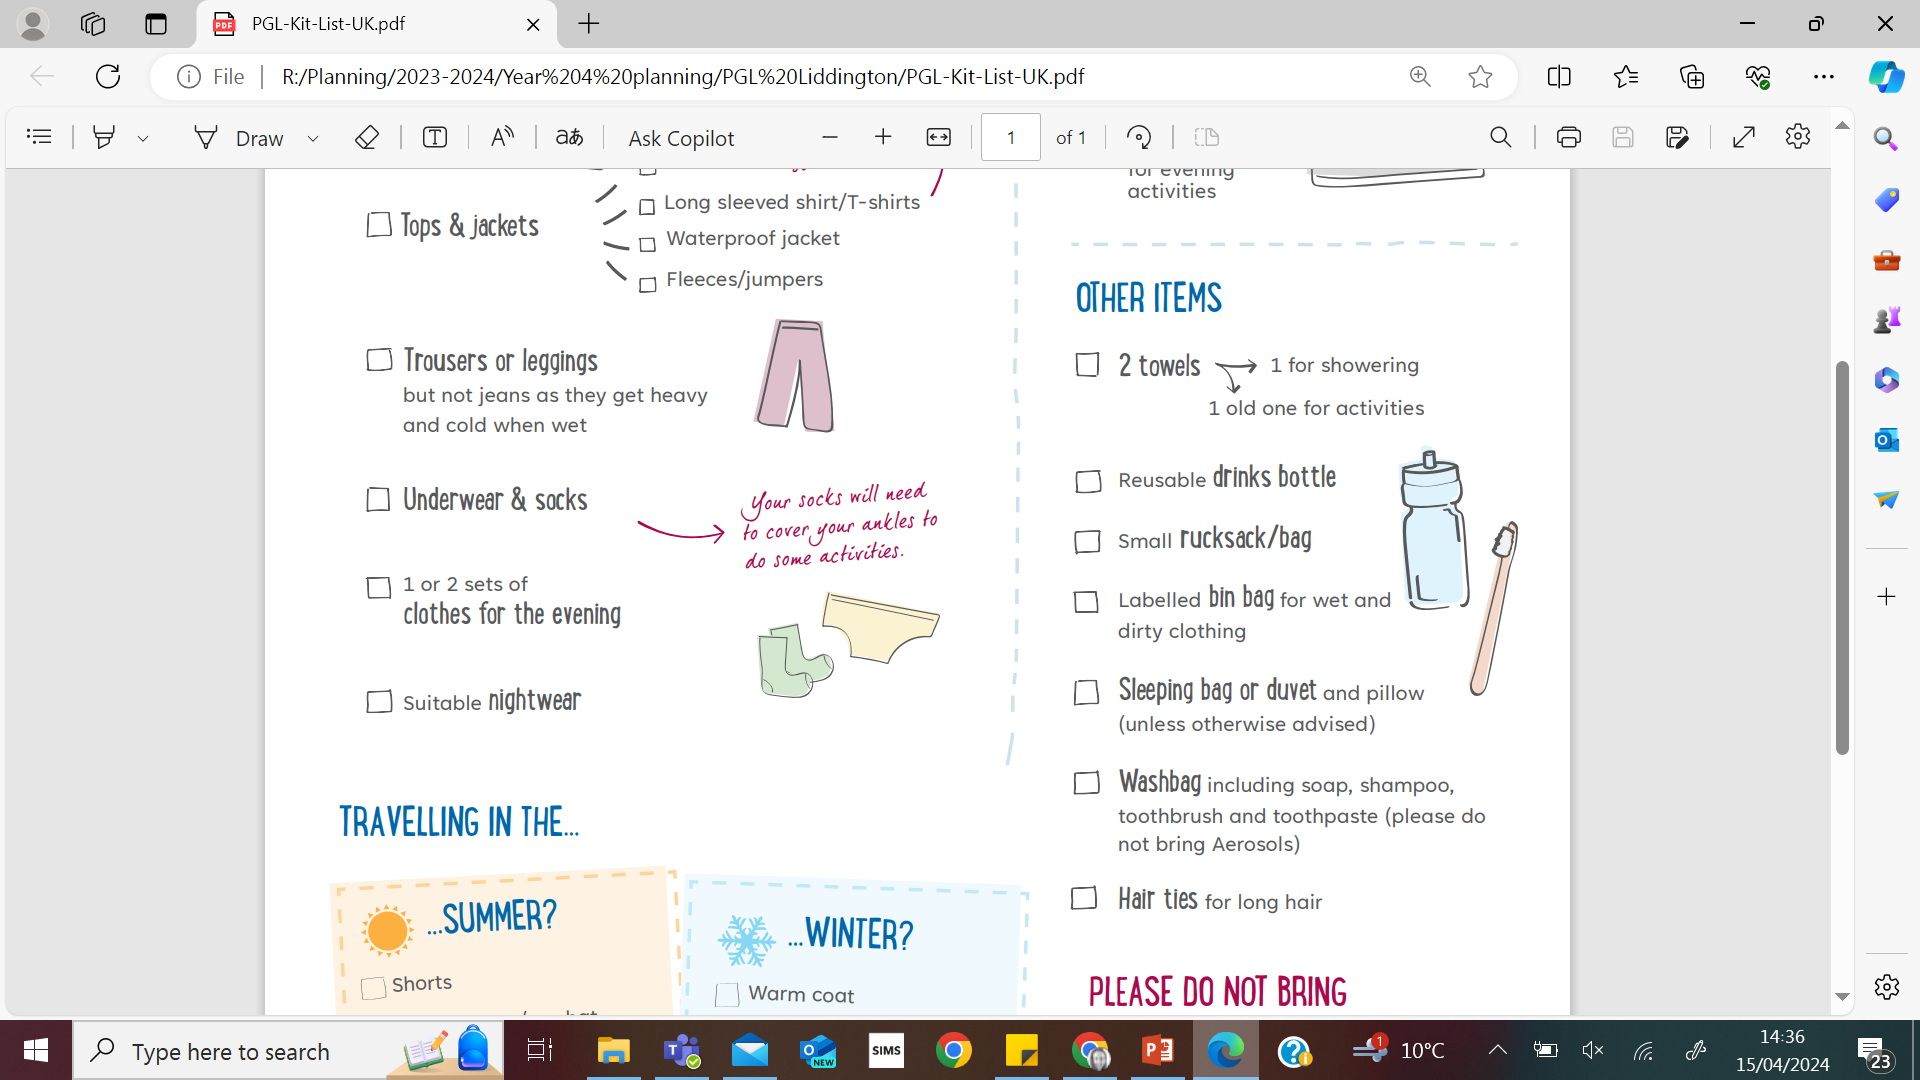 PGL-Kit-List-UK.pdf
File
R:/Planning/2023-2024/Year%204%20planning/PGL%20Liddington/PGL-Kit-List-UK.pdf
Draw
aあ
Ask Copilot
1 of 1
Tops & jackets
Long sleeved shirt/T-shirts
Waterproof jacket
Fleeces/jumpers
Trousers or leggings
but not jeans as they get heavy
and cold when wet
Underwear & socks
Your socks will need
to cover your ankles to
do some activities.
1 or 2 sets of
clothes for the evening
Suitable nightwear
TRAVELLING IN THE...
...SUMMER?
Shorts
hat
...WINTER?
Warm coat
for evening
activities
OTHER ITEMS
2 towels
1 for showering
1 old one for activities
Reusable drinks bottle
Small rucksack/bag
Labelled bin bag for wet and
dirty clothing
Sleeping bag or duvet and pillow
(unless otherwise advised)
Washbag including soap, shampoo,
toothbrush and toothpaste (please do
not bring Aerosols)
Hair ties for long hair
PLEASE DO NOT BRING
Type here to search
NEW
SIMS
1
10°C
14:36
15/04/2024
23